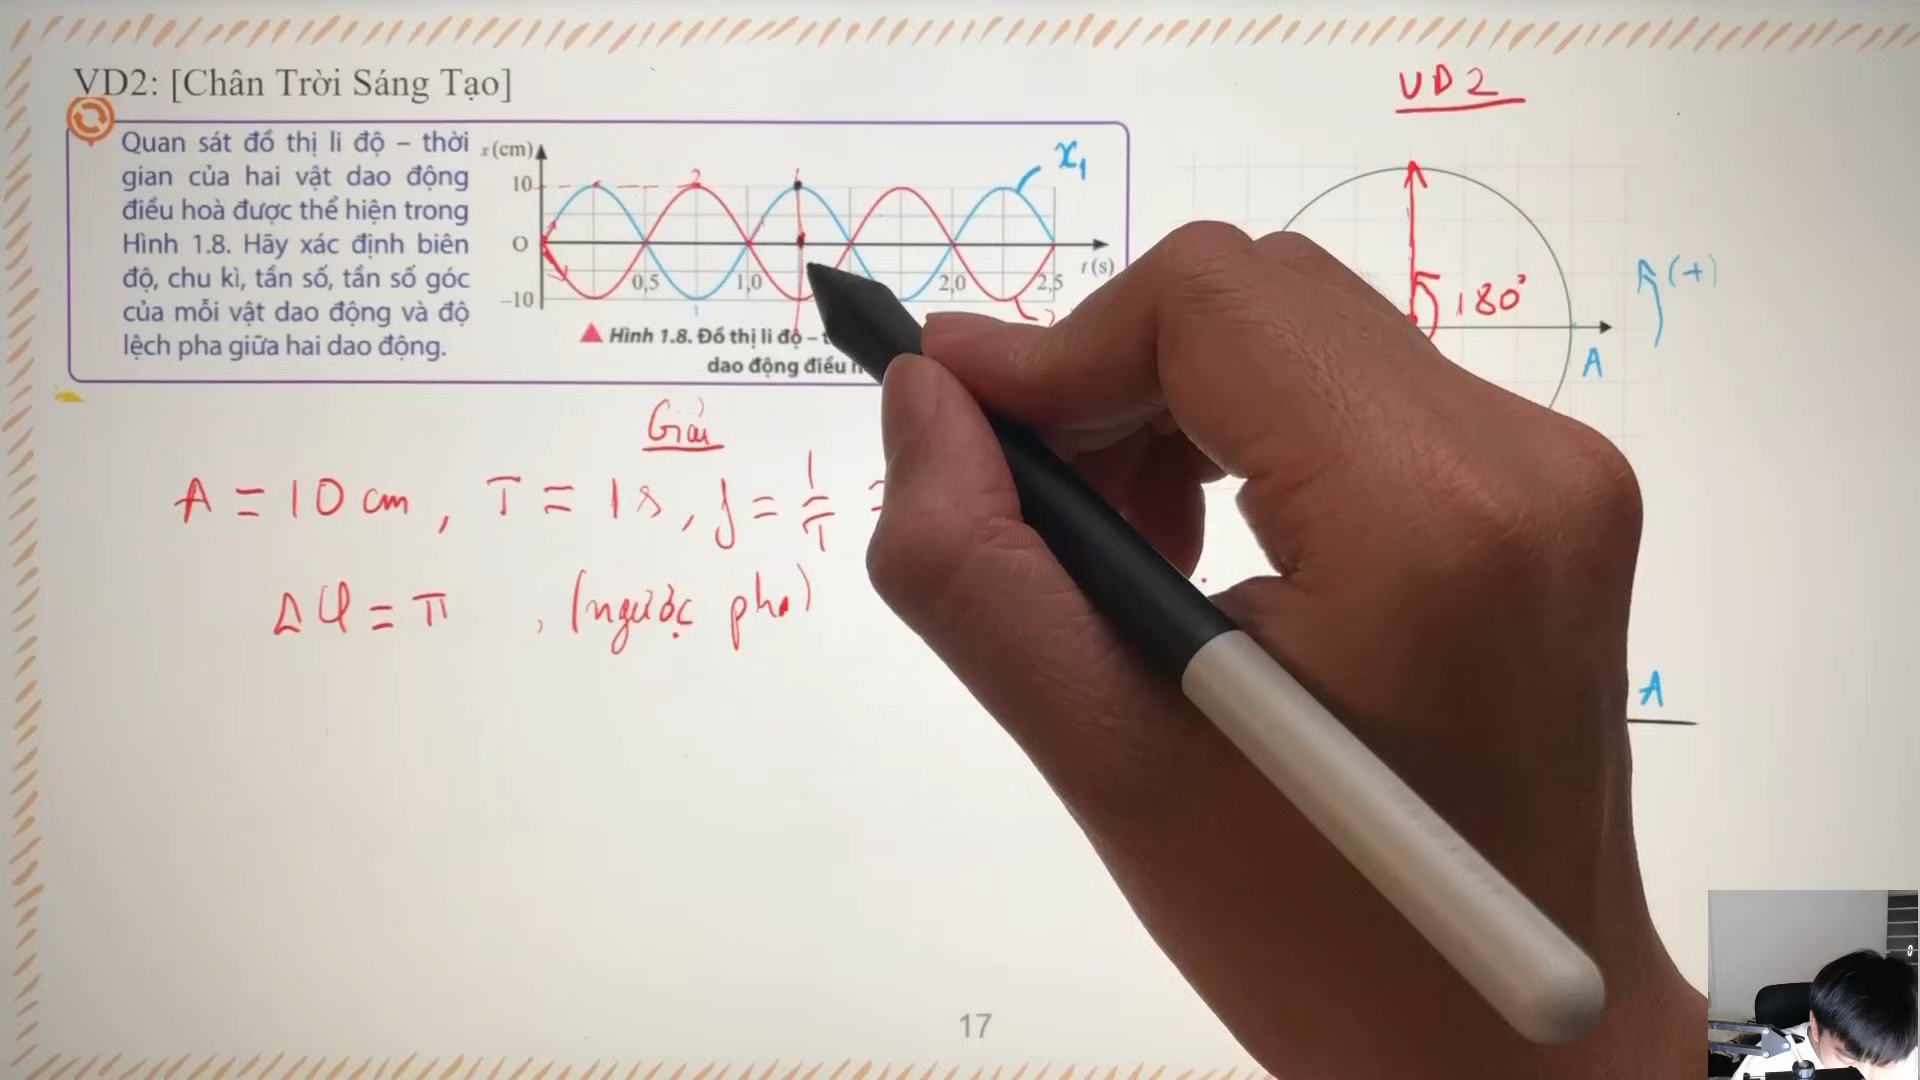 VD2: [Chân Trời Sáng Tạo]
Quan sát đồ thị li độ – thời
gian của hai vật dao động
điều hoà được thể hiện trong
Hình 1.8. Hãy xác định biên
độ, chu kì, tần số, tần số góc
của mỗi vật dao động và độ
lệch pha giữa hai dao động.
x (cm)
10
O
–10
0,5
1,0
2,0
2,5
t (s)
x₁
Hình 1.8. Đồ thị li độ –
dao động điều
VD2
180°
(+)
A
Giải
A = 10 cm, T = 1s, f = 1/T =
Δφ = π , (ngược pha)
A
17